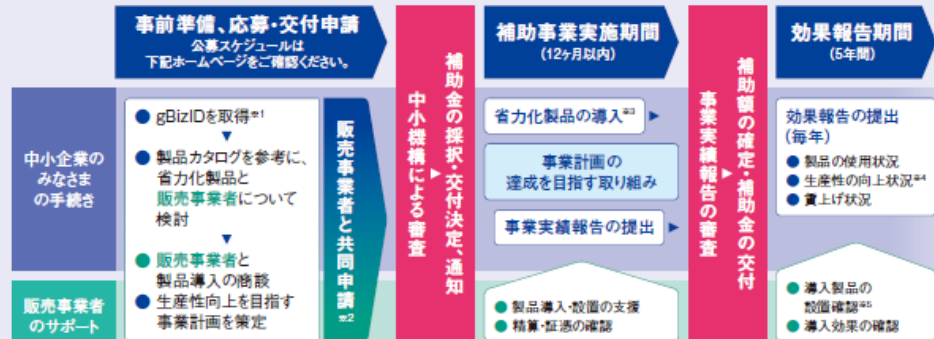 事前準備、応募・交付申請
公募スケジュールは
下記ホームページをご確認ください。
補助事業実施期間
(12ヶ月以内)
効果報告期間
(5年間)
中小企業の
みなさま
の手続き
● gBizIDを取得※1
▼
● 製品カタログを参考に、
省力化製品と
販売事業者について
検討
▼
● 販売事業者と
製品導入の商談
● 生産性向上を目指す
事業計画を策定
販売事業者と共同申請※2
中小機構による審査
▶
補助金の採択・交付決定、通知
省力化製品の導入※3 ▶
事業計画の
達成を目指す取り組み
事業実績報告の提出 ▶
事業実績報告の審査
▶
補助額の確定・補助金の交付
効果報告の提出
(毎年)
● 製品の使用状況
● 生産性の向上状況※4
● 賃上げ状況
販売事業者
のサポート
● 製品導入・設置の支援
● 精算・証憑の確認
● 導入製品の
設置確認※5
● 導入効果の確認